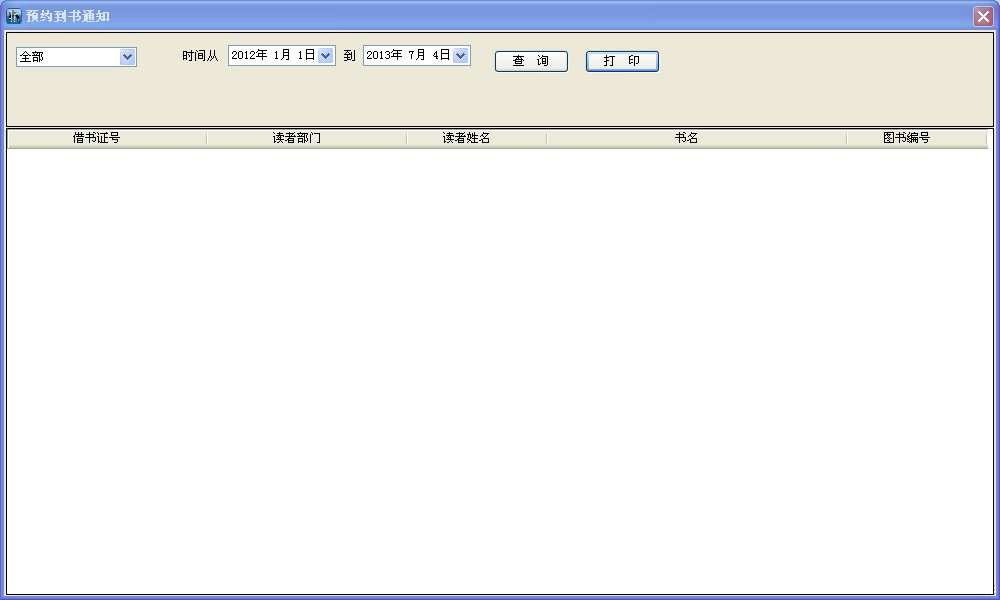 预约到书通知
全部 时间从 2012年 1月 1日 到 2013年 7月 4日 查 询 打 印
借书证号 读者部门 读者姓名 书名 图书编号